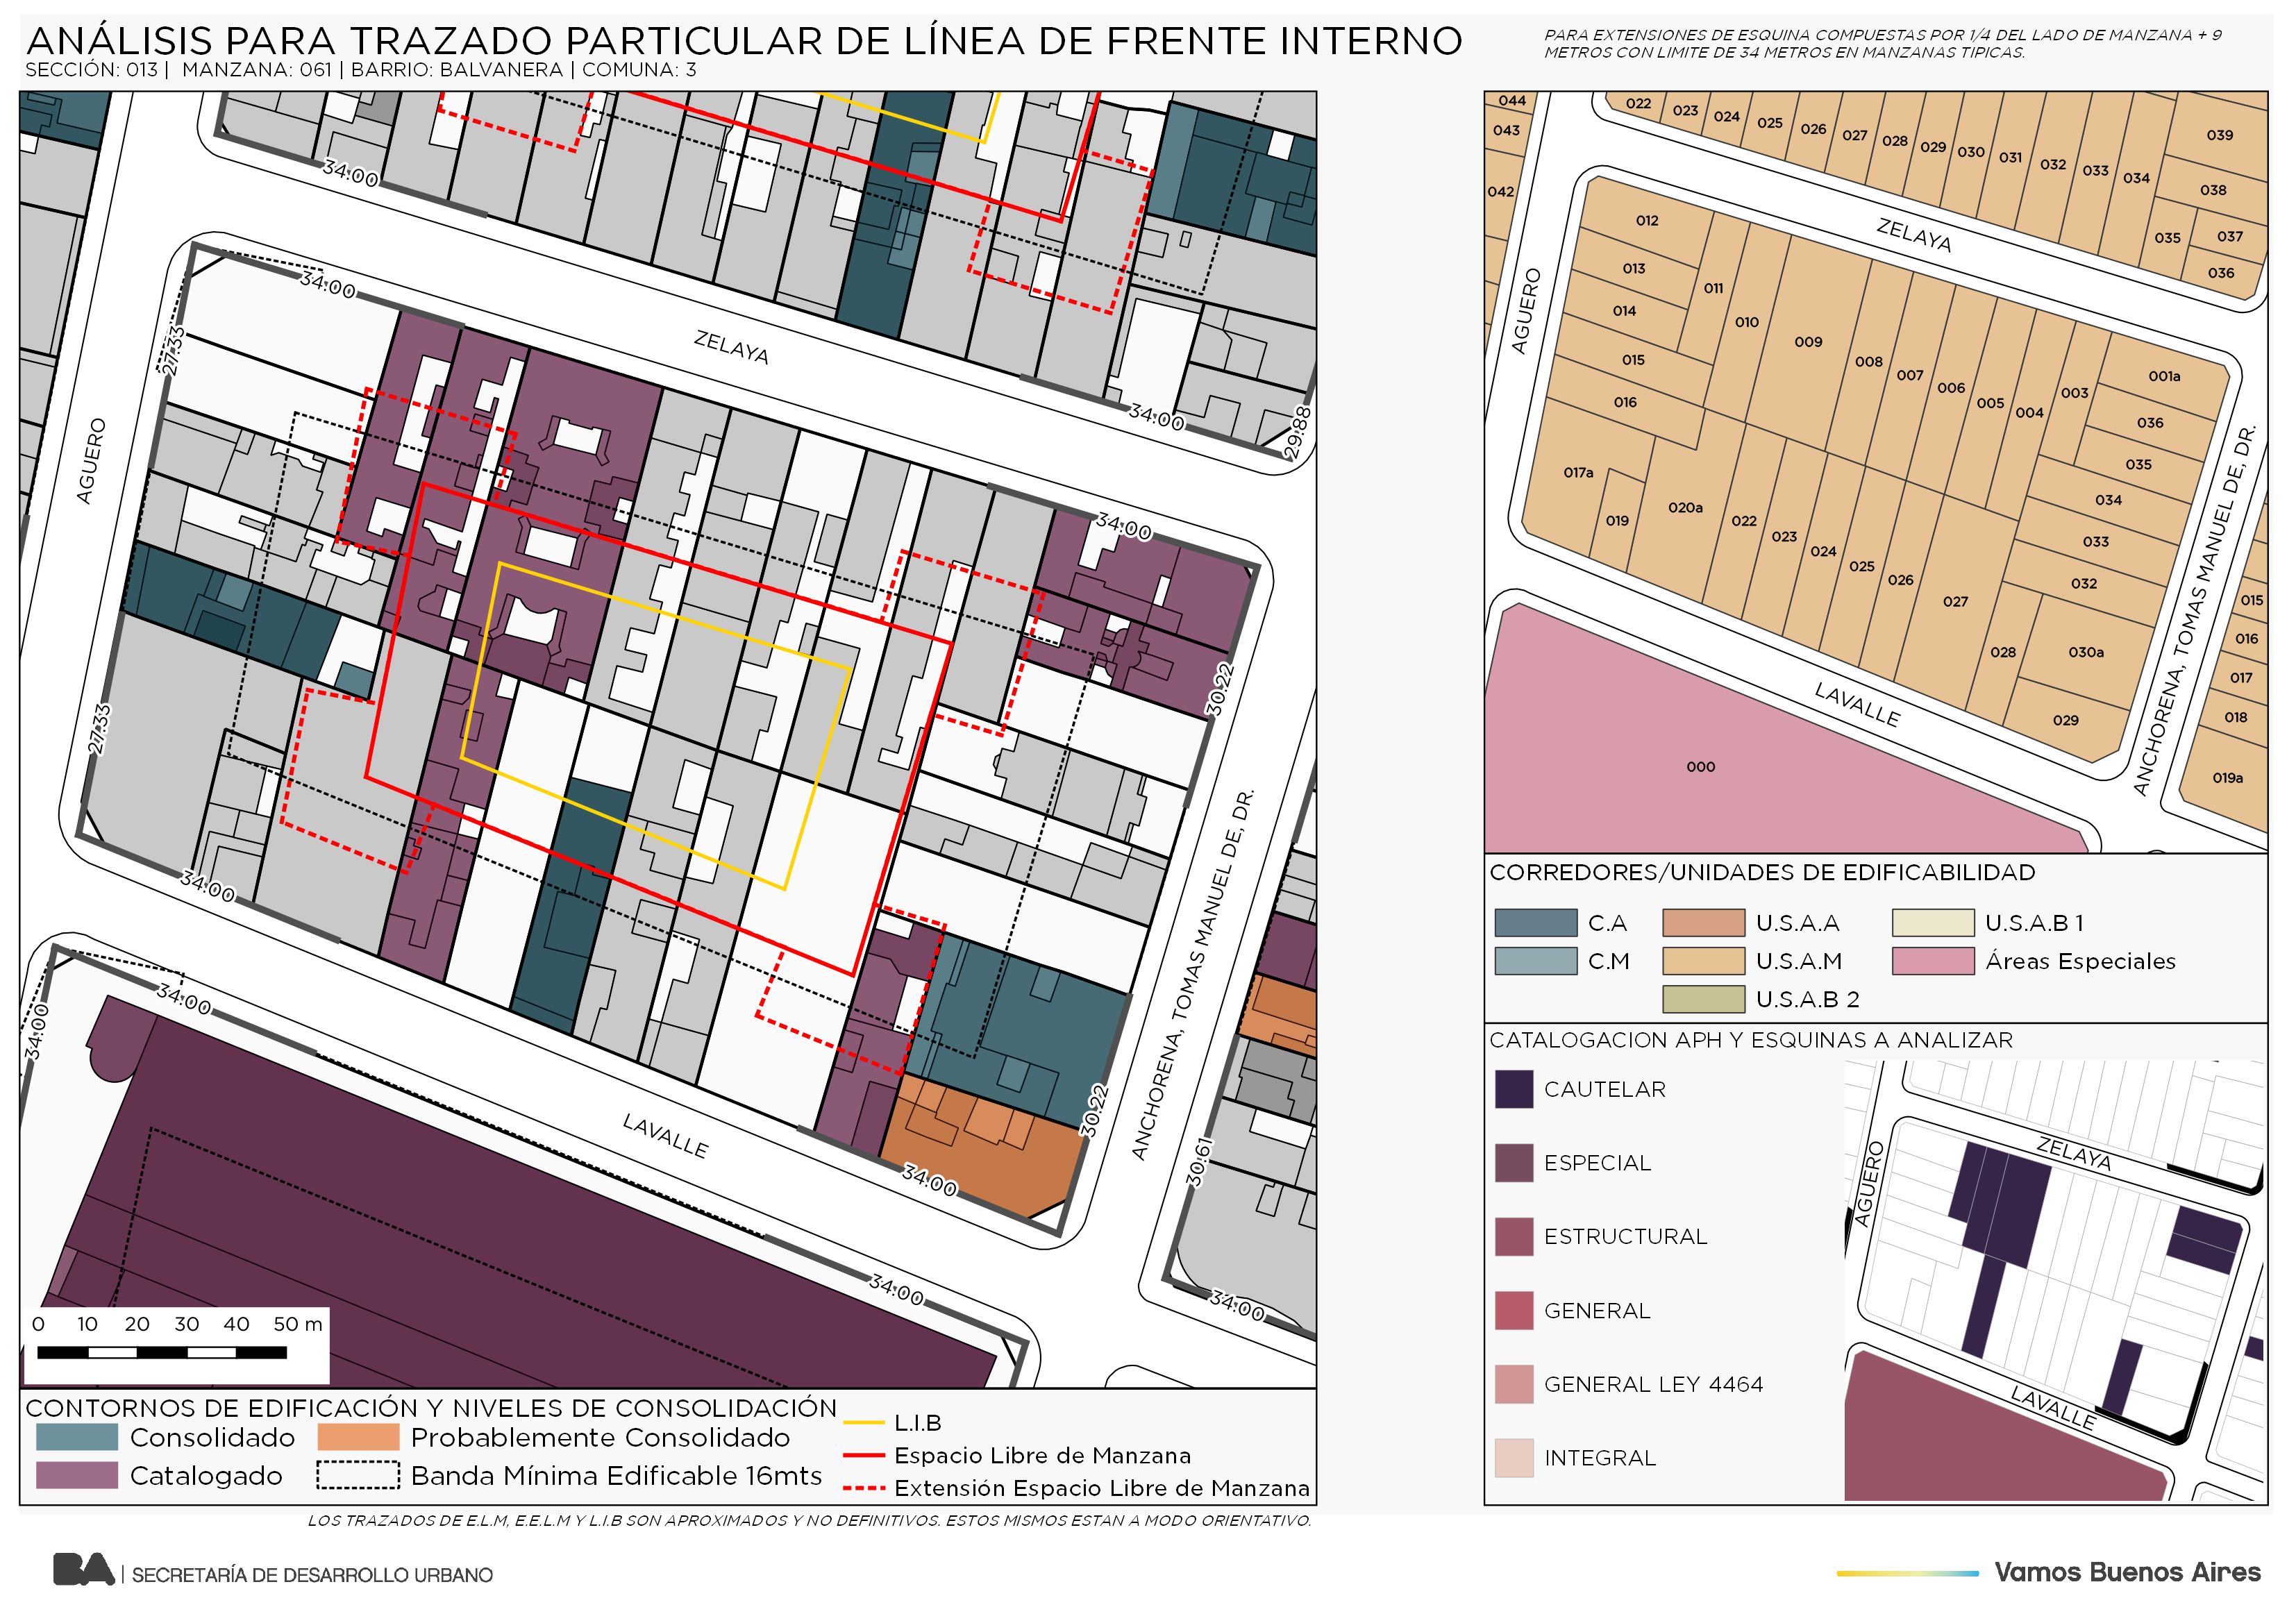 ANÁLISIS PARA TRAZADO PARTICULAR DE LÍNEA DE FRENTE INTERNO
SECCIÓN: 013 | MANZANA: 061 | BARRIO: BALVANERA | COMUNA: 3
PARA EXTENSIONES DE ESQUINA COMPUESTAS POR 1/4 DEL LADO DE MANZANA + 9
METROS CON LIMITE DE 34 METROS EN MANZANAS TIPICAS.
34:00
34:00
27:33
ZELAYA
34:00
29:88
AGUERO
34:00
30:22
27:33
34:00
ANCHORENA, TOMAS MANUEL DE, DR.
34:00
34:00
30:22
LAVALLE
34:00
30:61
34:00
34:00
0 10 20 30 40 50 m
CONTORNOS DE EDIFICACIÓN Y NIVELES DE CONSOLIDACIÓN
Consolidado
Probablemente Consolidado
Catalogado
Banda Mínima Edificable 16mts
L.I.B
Espacio Libre de Manzana
Extensión Espacio Libre de Manzana
LOS TRAZADOS DE E.L.M, E.E.L.M Y L.I.B SON APROXIMADOS Y NO DEFINITIVOS. ESTOS MISMOS ESTAN A MODO ORIENTATIVO.
044
043
042
022
023
024
025
026
027
028
029
030
031
032
033
034
039
038
035
037
036
ZELAYA
AGUERO
012
013
014
015
016
011
010
009
008
007
006
005
004
003
001a
036
035
034
033
032
030a
029
017a
019
020a
022
023
024
025
026
027
028
LAVALLE
ANCHORENA, TOMAS MANUEL DE, DR.
015
016
017
018
019a
000
CORREDORES/UNIDADES DE EDIFICABILIDAD
C.A
U.S.A.A
U.S.A.B 1
C.M
U.S.A.M
Áreas Especiales
U.S.A.B 2
CATALOGACION APH Y ESQUINAS A ANALIZAR
CAUTELAR
ESPECIAL
ESTRUCTURAL
GENERAL
GENERAL LEY 4464
INTEGRAL
ZELAYA
AGUERO
LAVALLE
BA | SECRETARÍA DE DESARROLLO URBANO
Vamos Buenos Aires